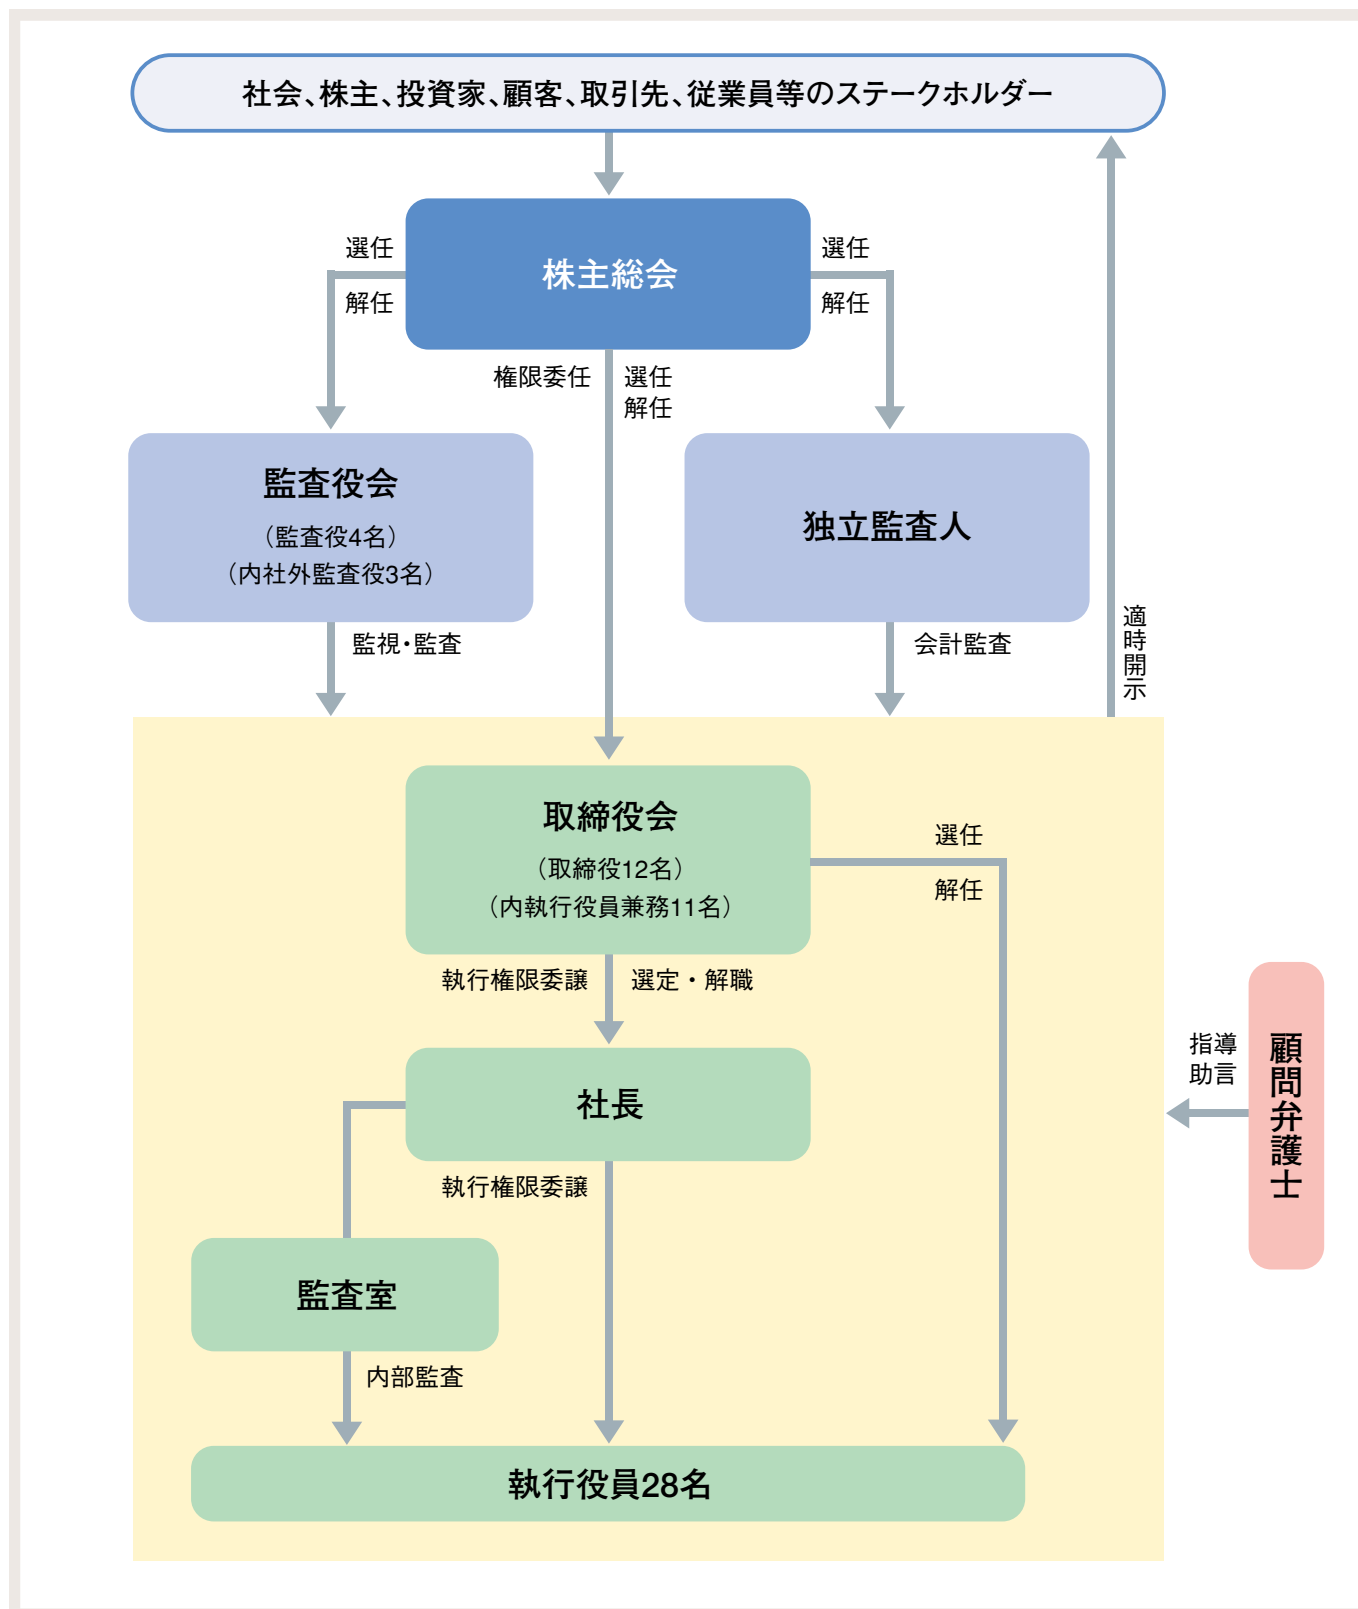 社会、株主、投資家、顧客、取引先、従業員等のステークホルダー
株主総会
選任
解任
選任
解任
権限委任
選任
解任
監査役会
（監査役4名）
（内社外監査役3名）
独立監査人
監視・監査
会計監査
適時開示
取締役会
（取締役12名）
（内執行役員兼務11名）
選任
解任
執行権限委譲
選定・解職
社長
指導
助言
顧問弁護士
執行権限委譲
監査室
内部監査
執行役員28名